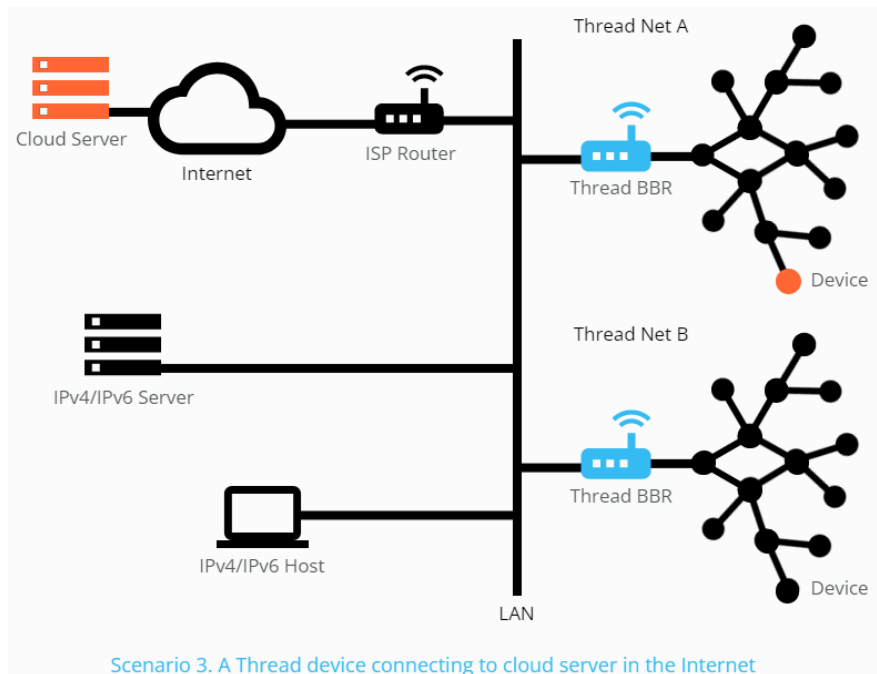 Thread Net A
Cloud Server
Internet
ISP Router
Thread BBR
Device
Thread Net B
IPv4/IPv6 Server
Thread BBR
IPv4/IPv6 Host
Device
LAN
Scenario 3. A Thread device connecting to cloud server in the Internet